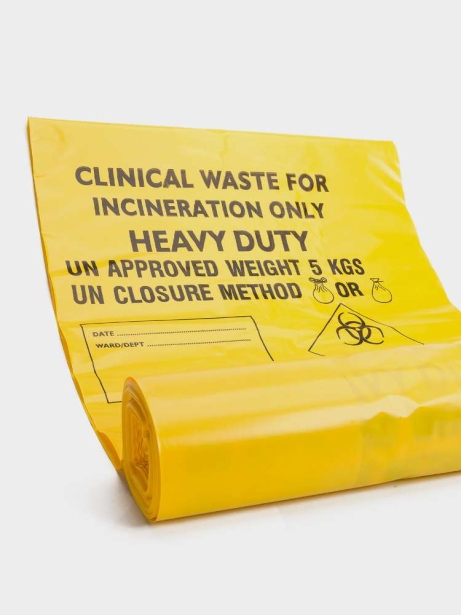 CLINICAL WASTE FOR
INCINERATION ONLY
HEAVY DUTY
UN APPROVED WEIGHT 5 KGS
UN CLOSURE METHOD OR
DATE ..........................................
WARD/DEPT ..................................